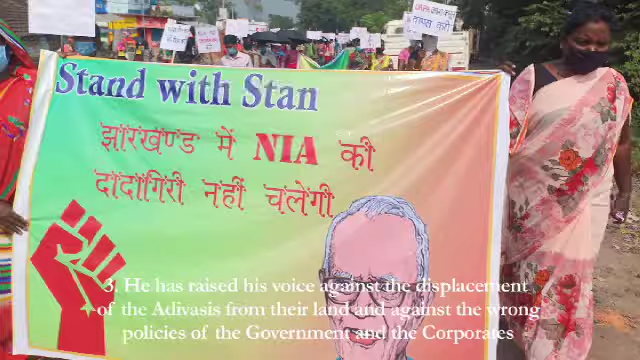 Stand with Stan
झारखण्ड में NIA की
दादागिरी नहीं चलेगी
3. He has raised his voice against the displacement
of the Adivasis from their land and against the wrong
policies of the Government and the Corporates